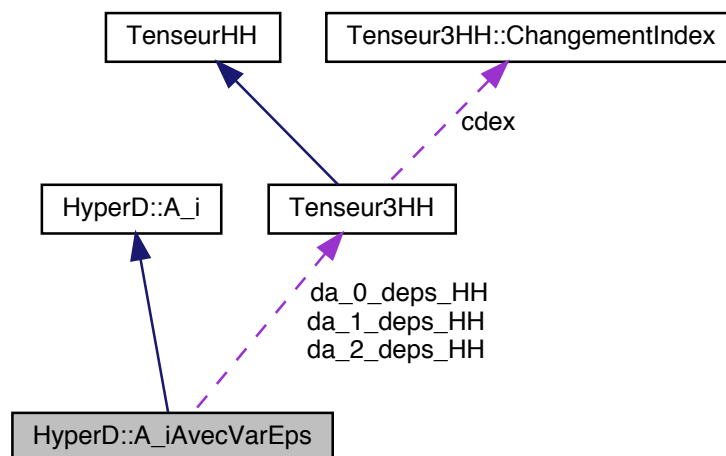 TenseurHH
Tenseur3HH::ChangementIndex
cdex
HyperD::A_i
Tenseur3HH
da_0_deps_HH
da_1_deps_HH
da_2_deps_HH
HyperD::A_iAvecVarEps